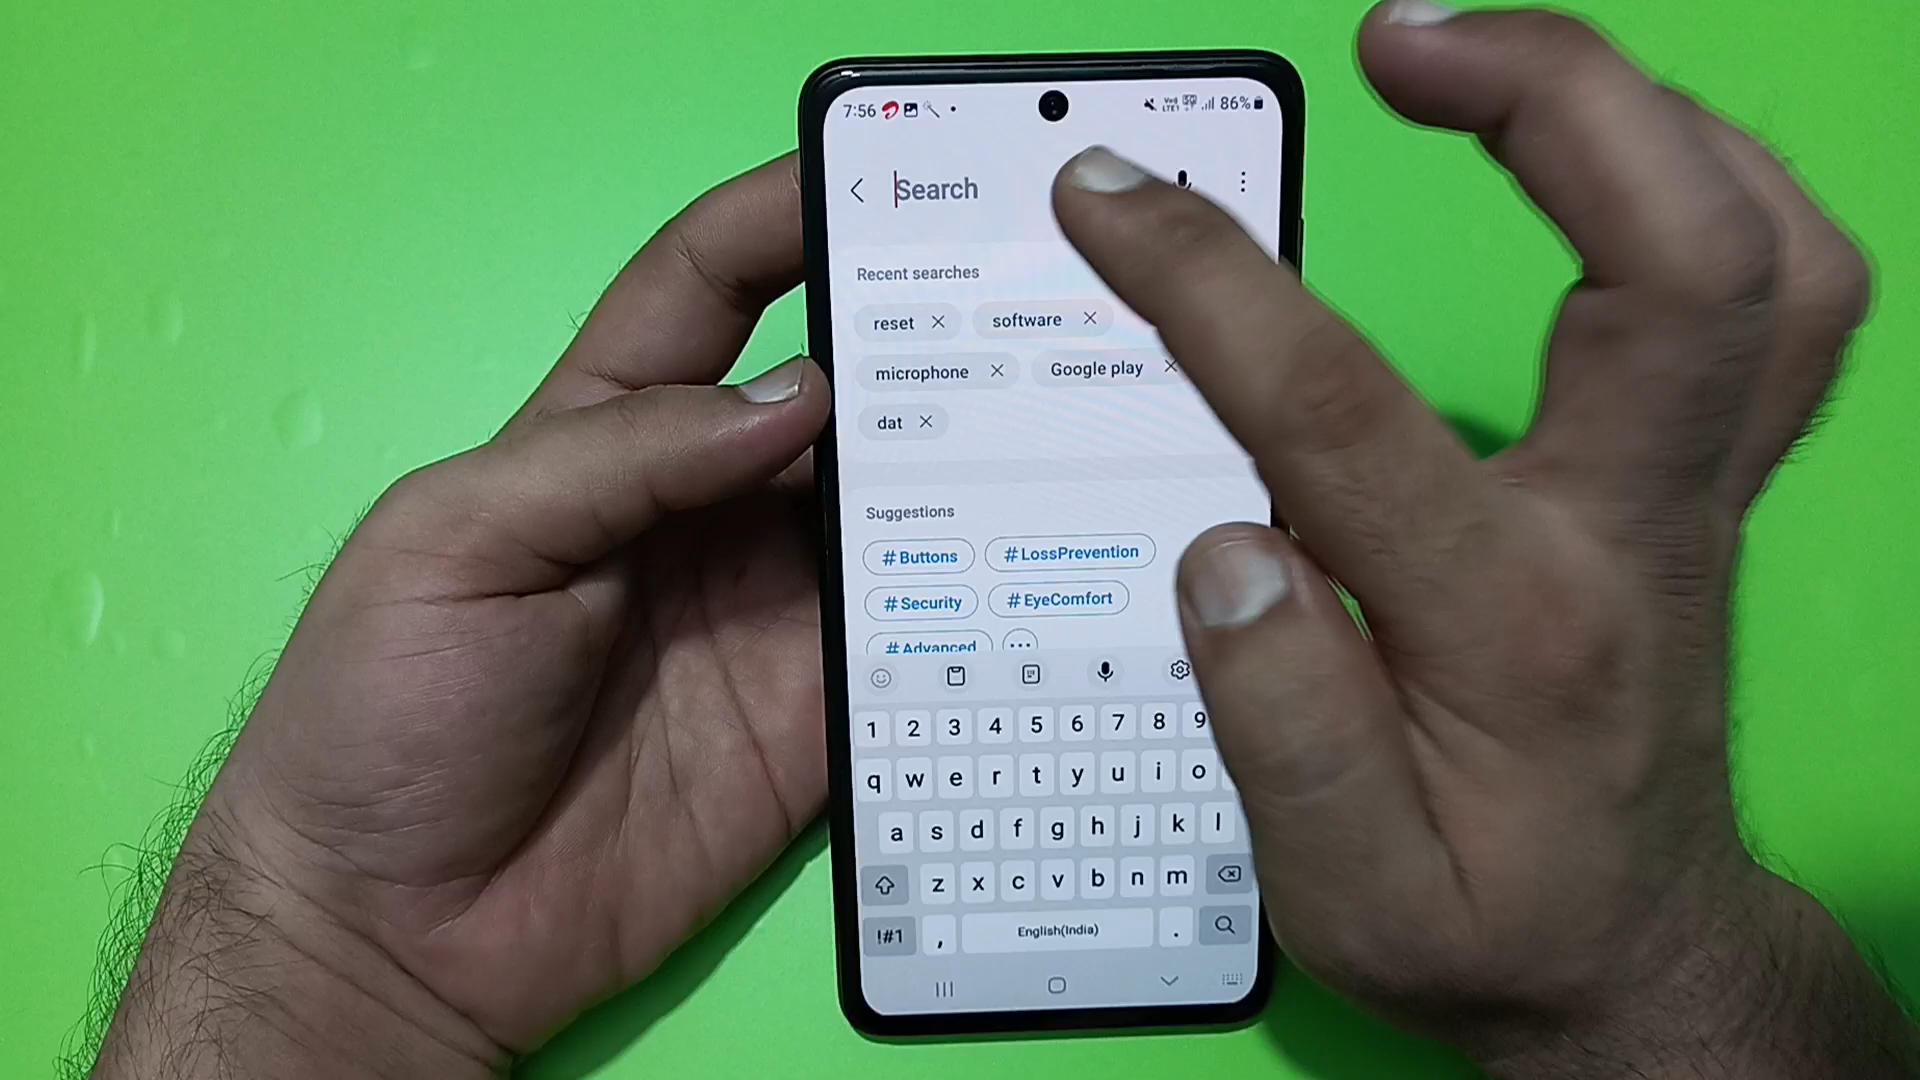 7:56 86%
Search
Recent searches
reset software
microphone Google play
dat
Suggestions
#Buttons #LossPrevention
#Security #EyeComfort
#Advanced
1 2 3 4 5 6 7 8 9
q w e r t y u i o
a s d f g h j k l
z x c v b n m
!#1 , English(India) .